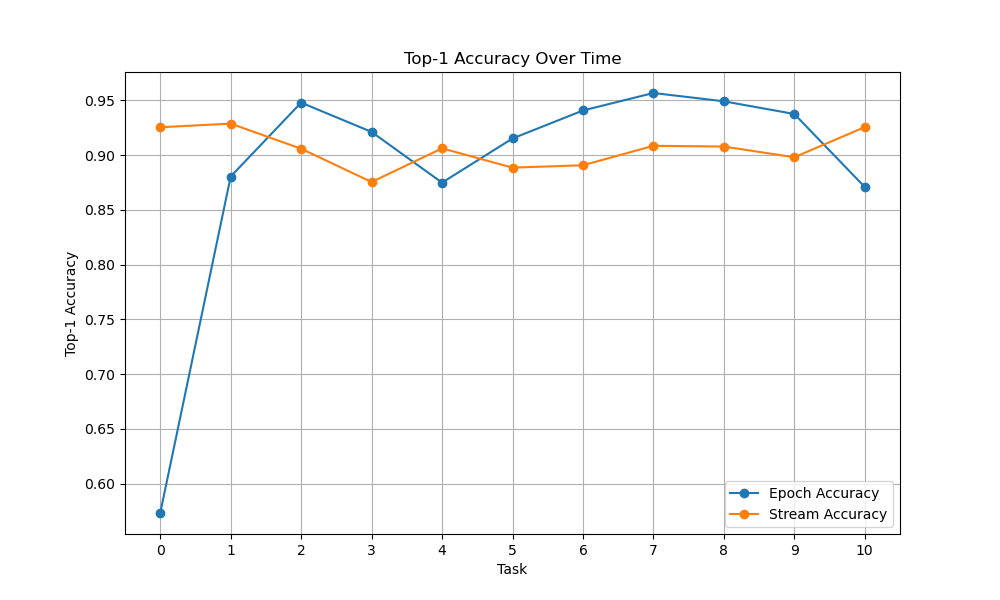 Top-1 Accuracy Over Time
Top-1 Accuracy
0.95
0.90
0.85
0.80
0.75
0.70
0.65
0.60
0 1 2 3 4 5 6 7 8 9 10
Task
Epoch Accuracy
Stream Accuracy